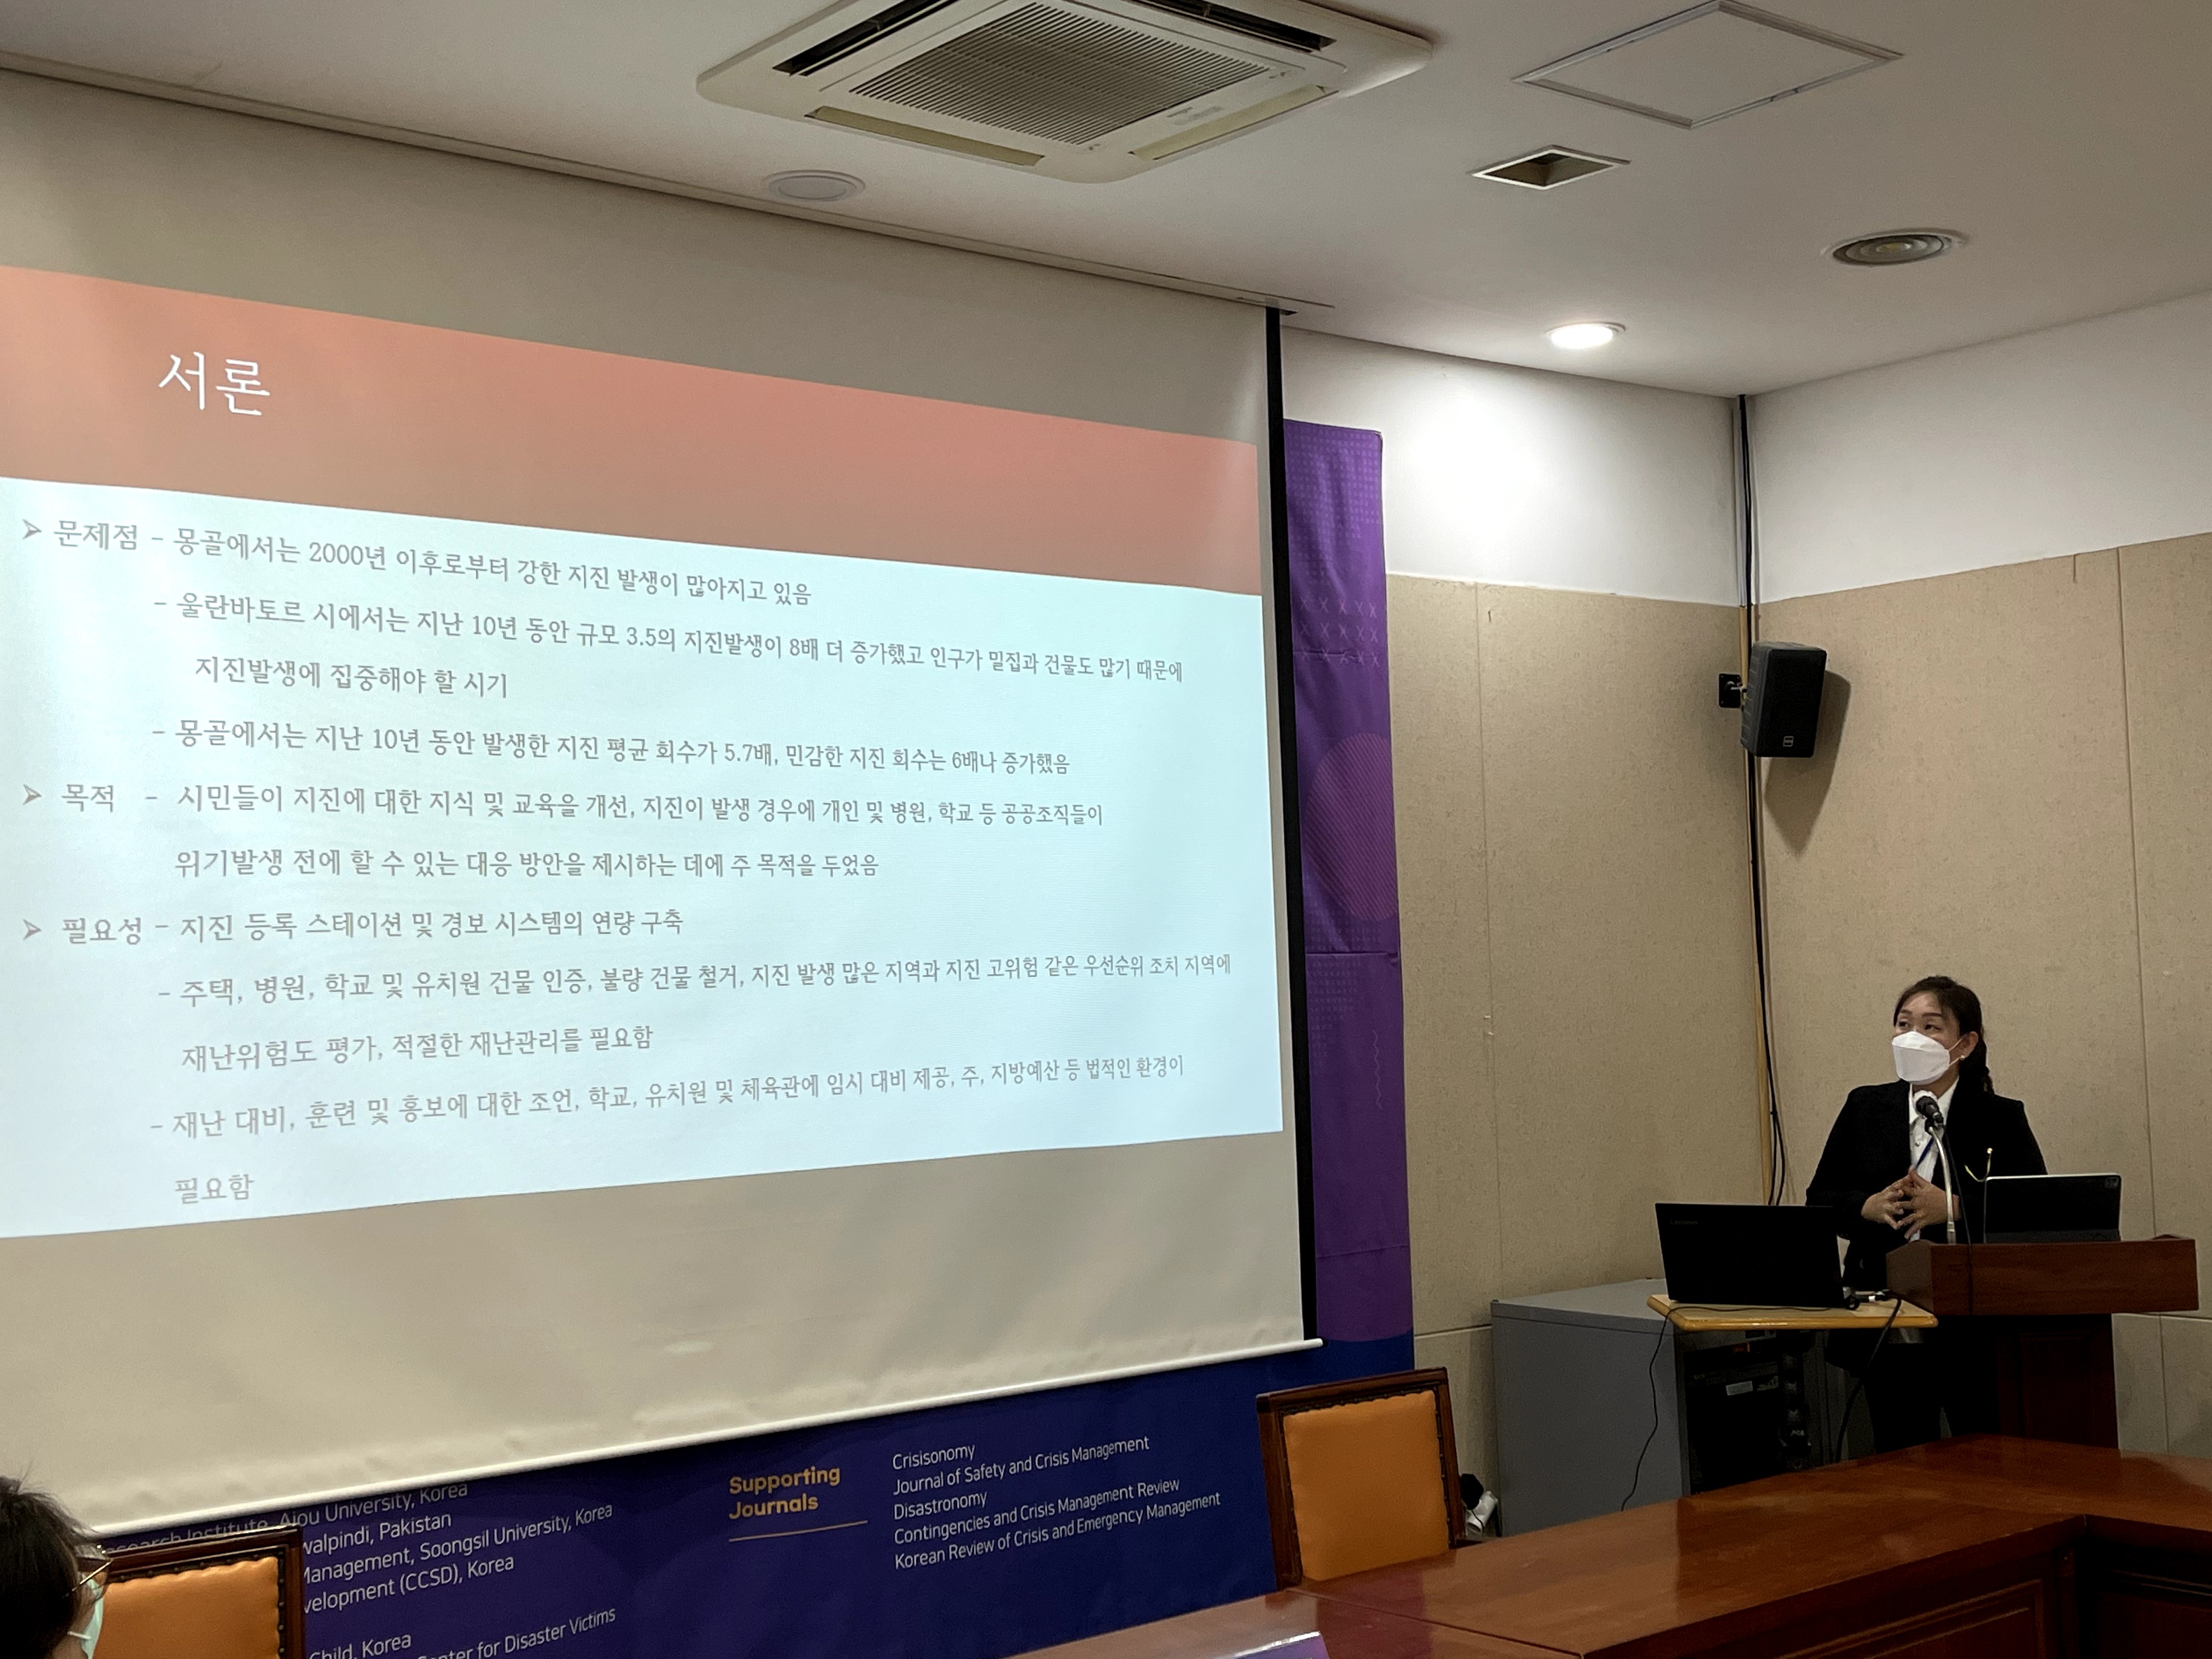 서론
➢ 문제점 - 몽골에서는 2000년 이후로부터 강한 지진 발생이 많아지고 있음
- 울란바토르 시에서는 지난 10년 동안 규모 3.5의 지진발생이 8배 더 증가했고 인구가 밀집과 건물도 많기 때문에
지진발생에 집중해야 할 시기
- 몽골에서는 지난 10년 동안 발생한 지진 평균 회수가 5.7배, 민감한 지진 회수는 6배나 증가했음
➢ 목적 - 시민들이 지진에 대한 지식 및 교육을 개선, 지진이 발생 경우에 개인 및 병원, 학교 등 공공조직들이
위기발생 전에 할 수 있는 대응 방안을 제시하는 데에 주 목적을 두었음
➢ 필요성 - 지진 등록 스테이션 및 경보 시스템의 연량 구축
- 주택, 병원, 학교 및 유치원 건물 인증, 불량 건물 철거, 지진 발생 많은 지역과 지진 고위험 같은 우선순위 조치 지역에
재난위험도 평가, 적절한 재난관리를 필요함
- 재난 대비, 훈련 및 홍보에 대한 조언, 학교, 유치원 및 체육관에 임시 대비 제공, 주, 지방예산 등 법적인 환경이
필요함
Institute, Ajou University, Korea
Pakistan
Management, Soongsil University, Korea
(CCSD), Korea
Child, Korea
for Disaster Victims
Supporting
Journals
Crisisonomy
Journal of Safety and Crisis Management
Disastronomy
Contingencies and Crisis Management Review
Korean Review of Crisis and Emergency Management